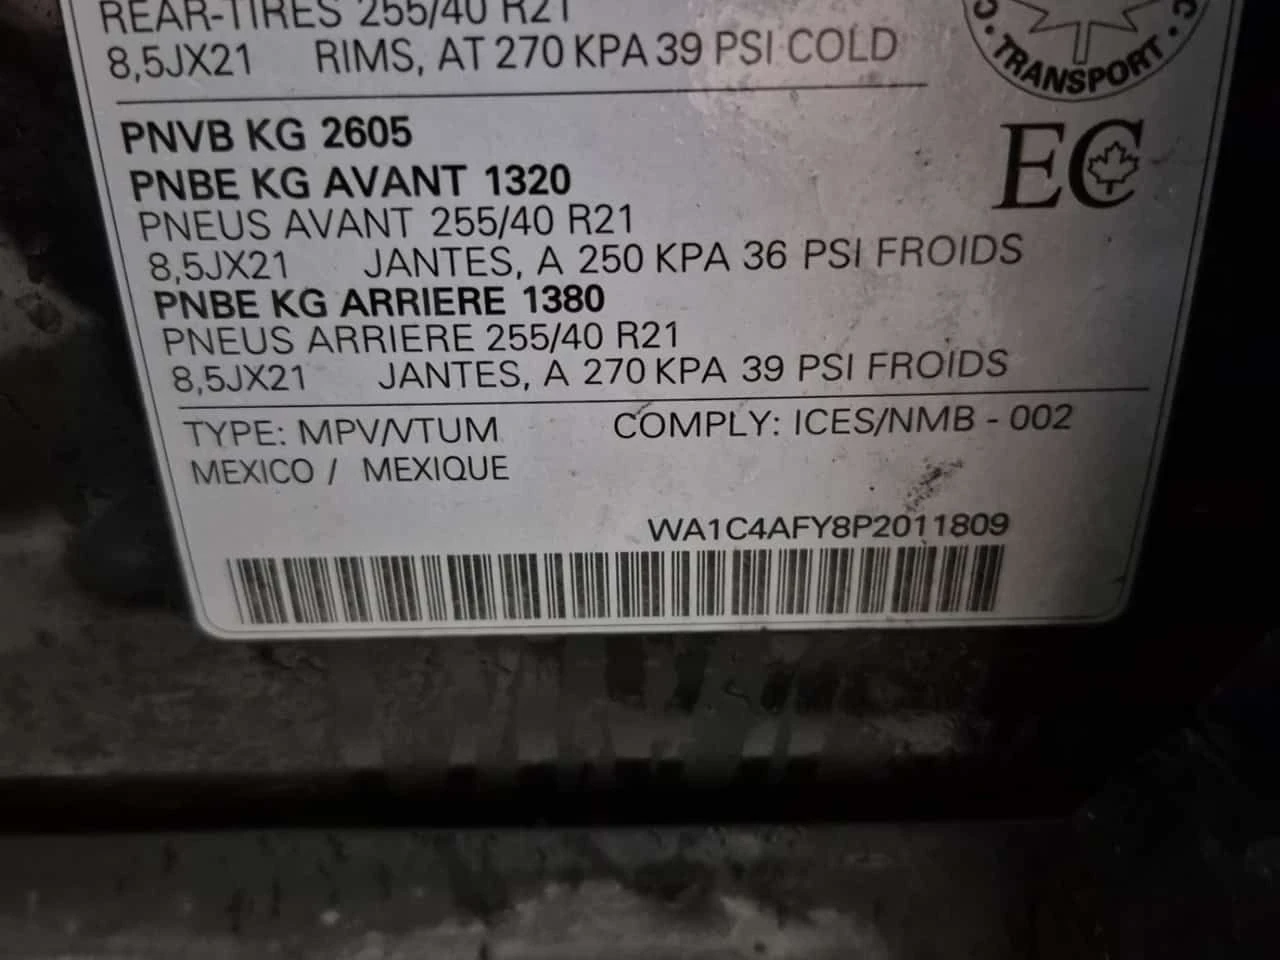 REAR-TIRES 255/40 R21
8,5JX21 RIMS, AT 270 KPA 39 PSI COLD
TRANSPORT
PNVB KG 2605
EC
PNBE KG AVANT 1320
PNEUS AVANT 255/40 R21
8,5JX21 JANTES, A 250 KPA 36 PSI FROIDS
PNBE KG ARRIERE 1380
PNEUS ARRIERE 255/40 R21
8,5JX21 JANTES, A 270 KPA 39 PSI FROIDS
TYPE: MPV/VTUM COMPLY: ICES/NMB - 002
MEXICO / MEXIQUE
WA1C4AFY8P2011809